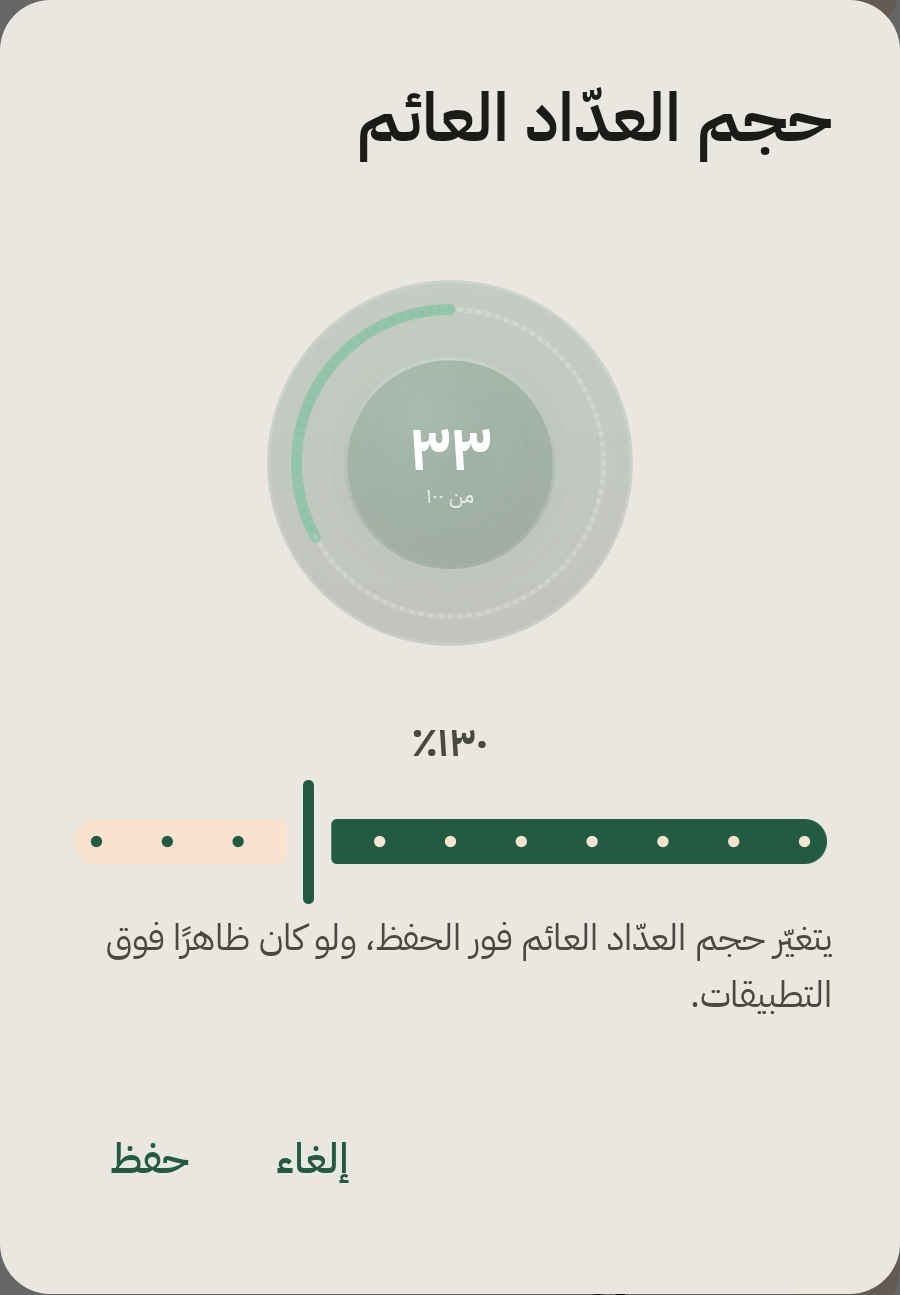 حجم العدّاد العائم
٣٣
من ١٠٠
١٣٠٪
يتغيّر حجم العدّاد العائم فور الحفظ، ولو كان ظاهرًا فوق
التطبيقات.
إلغاء
حفظ